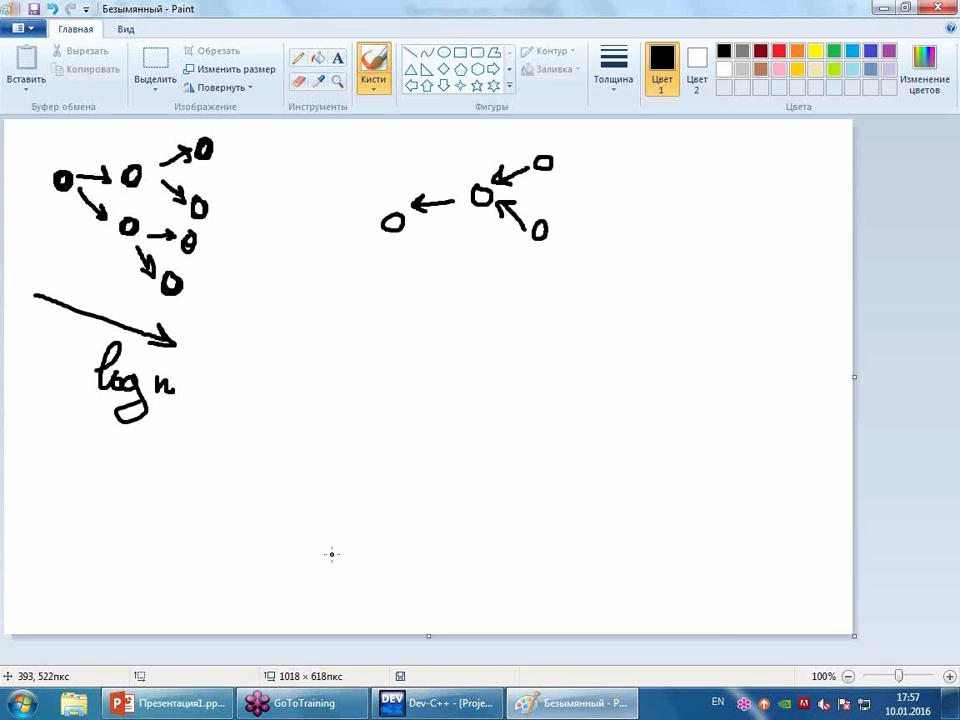 Безымянный - Paint
Главная
Вид
Вставить
Вырезать
Копировать
Буфер обмена
Выделить
Обрезать
Изменить размер
Повернуть
Изображение
A
Инструменты
Кисти
Контур
Заливка
Фигуры
Толщина
Цвет 1
Цвет 2
Изменение цветов
Цвета
log n
393, 522пкс
1018 × 618пкс
100%
Презентация1.pp...
GoToTraining
DEV
Dev-C++ - [Proje...
Безымянный - P...
EN
17:57
10.01.2016